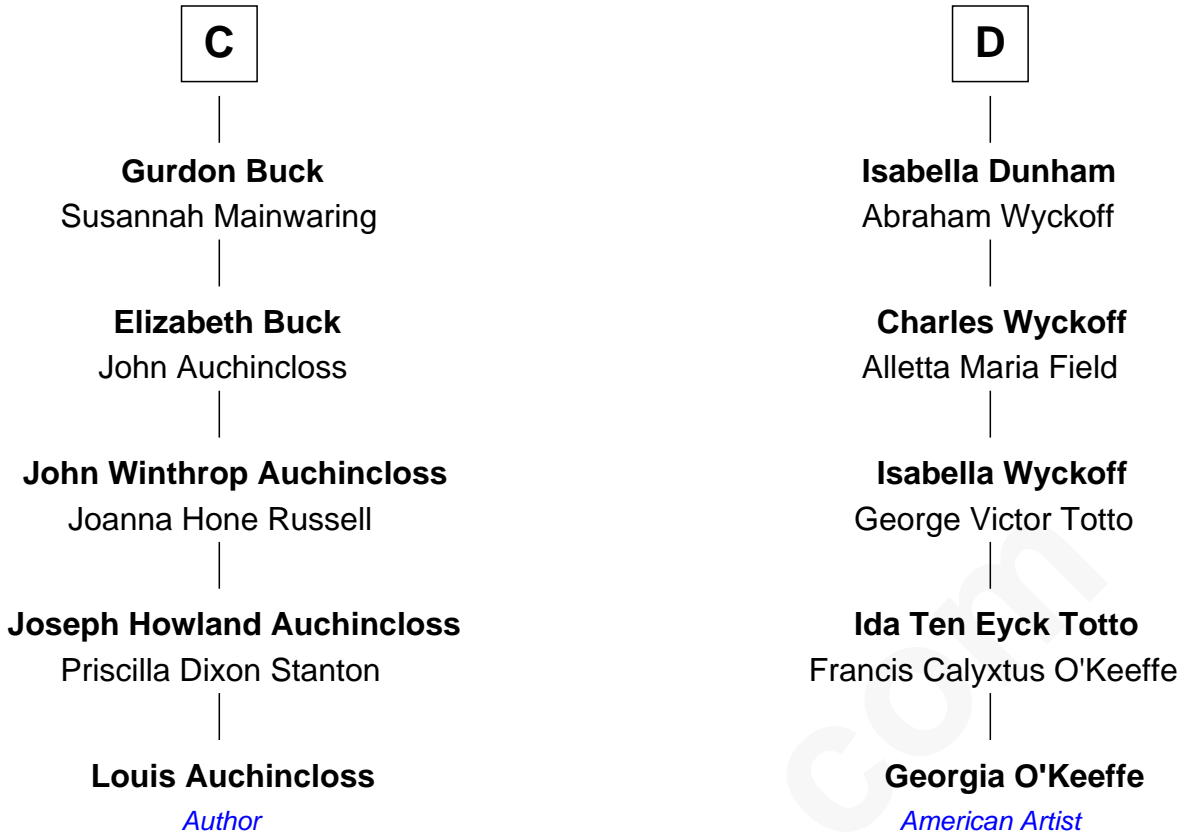 C
Gurdon Buck
Susannah Mainwaring
Elizabeth Buck
John Auchincloss
John Winthrop Auchincloss
Joanna Hone Russell
Joseph Howland Auchincloss
Priscilla Dixon Stanton
Louis Auchincloss
Author
D
Isabella Dunham
Abraham Wyckoff
Charles Wyckoff
Alletta Maria Field
Isabella Wyckoff
George Victor Totto
Ida Ten Eyck Totto
Francis Calyxtus O'Keeffe
Georgia O'Keeffe
American Artist
com